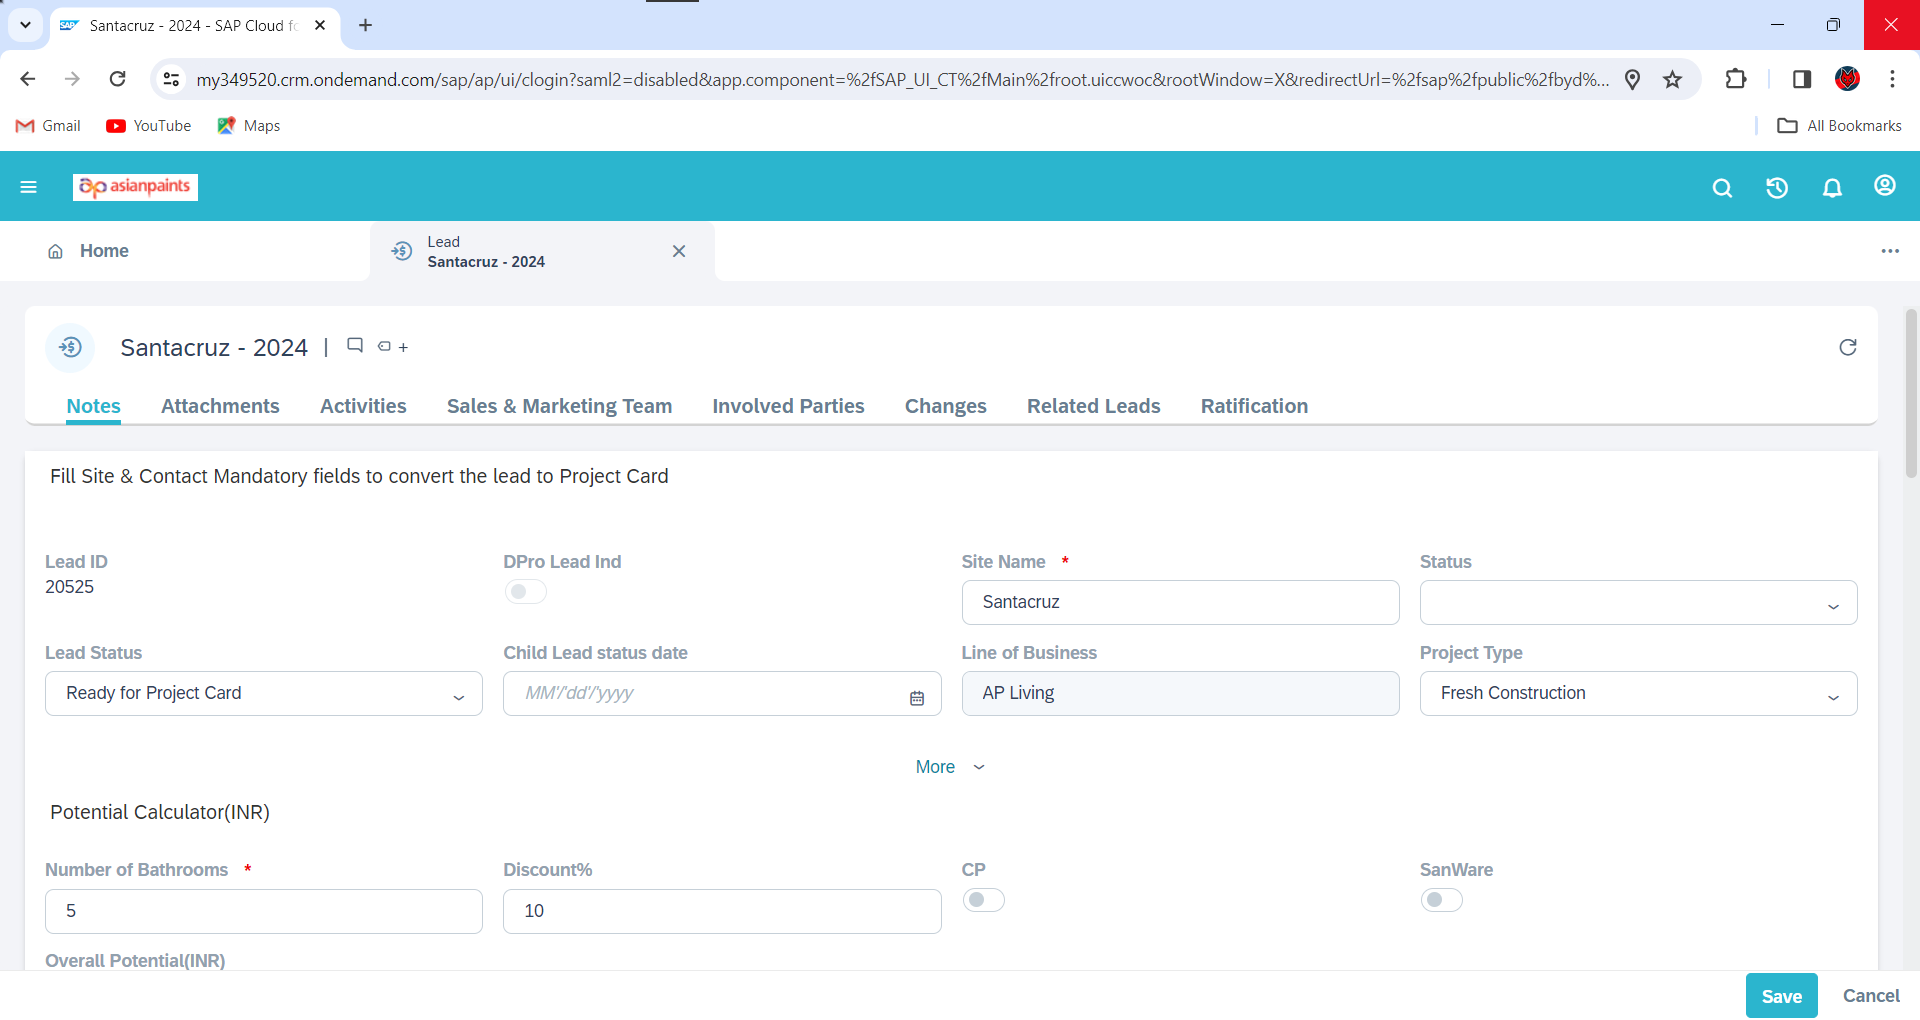 Santacruz - 2024 - SAP Cloud fo
my349520.crm.ondemand.com/sap/ap/ui/clogin?saml2=disabled&app.component=%2fSAP_UI_CT%2fMain%2froot.uiccwoc&rootWindow=X&redirectUrl=%2fsap%2fpublic%2fbyd%...
Gmail YouTube Maps All Bookmarks
asianpaints
Home
Lead
Santacruz - 2024
Santacruz - 2024 | +
Notes Attachments Activities Sales & Marketing Team Involved Parties Changes Related Leads Ratification
Fill Site & Contact Mandatory fields to convert the lead to Project Card
Lead ID DPro Lead Ind Site Name * Status
20525
Santacruz
Lead Status Child Lead status date Line of Business Project Type
Ready for Project Card MM'/'dd'/'yyyy AP Living Fresh Construction
More
Potential Calculator(INR)
Number of Bathrooms * Discount% CP SanWare
5 10
Overall Potential(INR)
Save Cancel